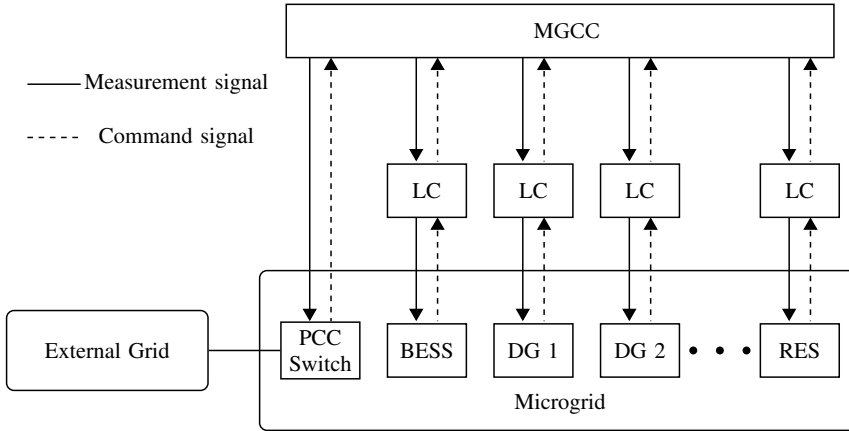 MGCC
Measurement signal
Command signal
LC LC LC LC
External Grid
PCC
Switch
BESS DG 1 DG 2 RES
Microgrid